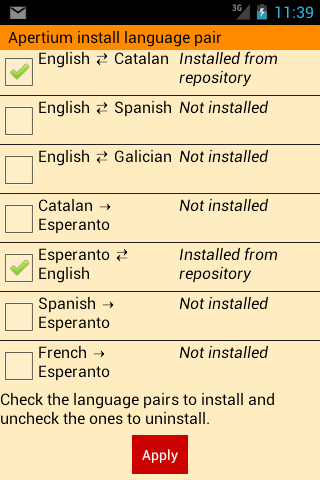 3G 11:39
Apertium install language pair
English ⇄ Catalan Installed from
repository
English ⇄ Spanish Not installed
English ⇄ Galician Not installed
Catalan → Not installed
Esperanto
Esperanto ⇄ Installed from
English repository
Spanish → Not installed
Esperanto
French → Not installed
Esperanto
Check the language pairs to install and
uncheck the ones to uninstall.
Apply